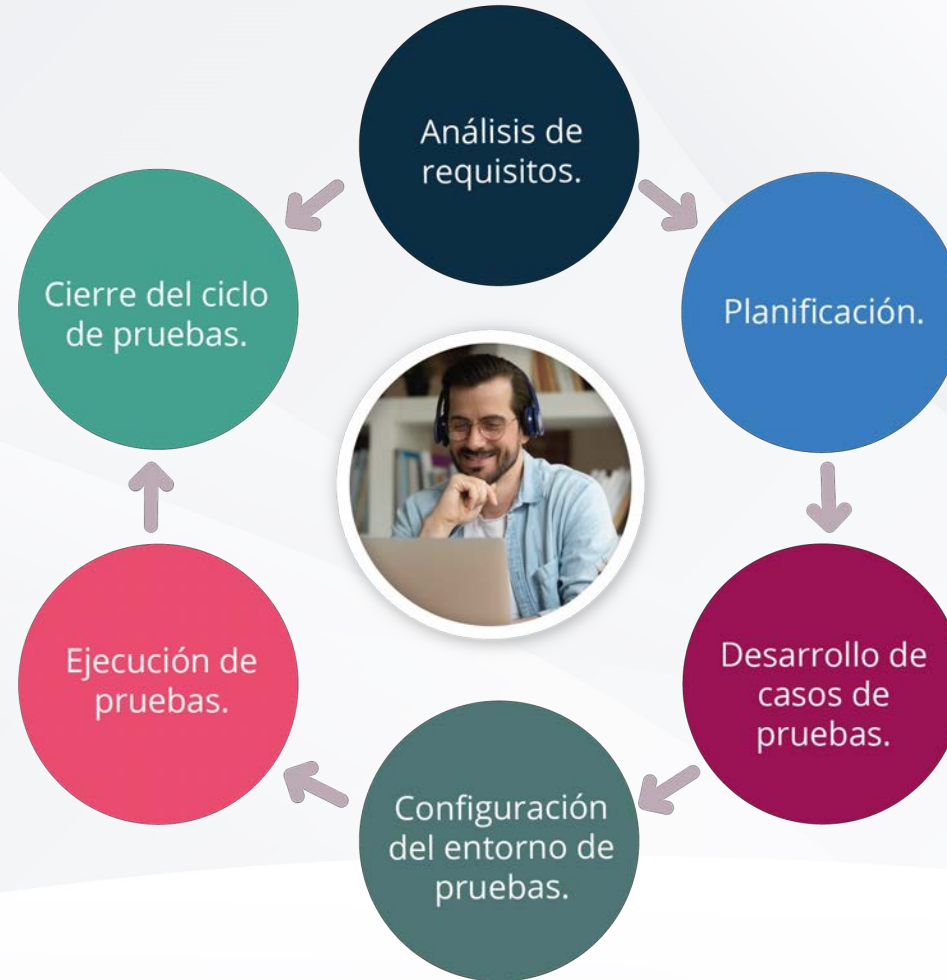 Análisis de
requisitos.
Planificación.
Desarrollo de
casos de
pruebas.
Configuración
del entorno de
pruebas.
Ejecución de
pruebas.
Cierre del ciclo
de pruebas.